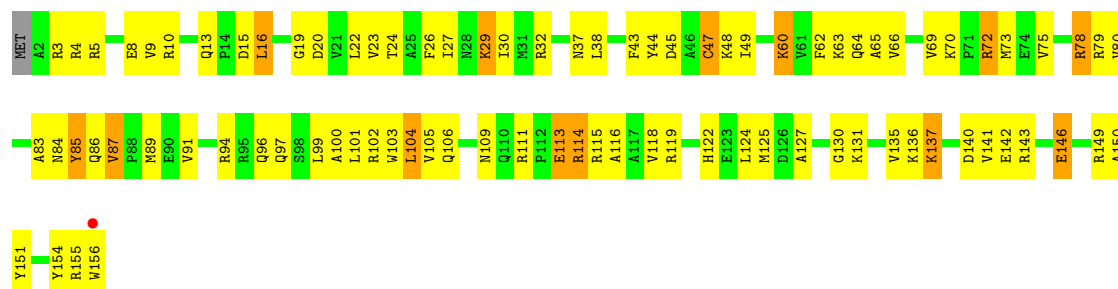 MET A2 R3 R4 R5 E8 V9 R10 Q13 P14 D15 L16 G19 D20 V21 L22 V23 T24 A25 F26 I27 N28 K29 I30 M31 R32 N37 L38 F43 Y44 D45 A46 C47 K48 I49 K60 V61 F62 K63 Q64 A65 V66 V69 K70 P71 R72 M73 E74 V75 R78 R79 V80
A83 N84 Y85 Q86 V87 P88 M89 E90 V91 R94 R95 Q96 Q97 S98 L99 A100 L101 R102 W103 L104 V105 Q106 N109 Q110 R111 P112 E113 R114 R115 A116 A117 V118 R119 H122 E123 L124 M125 D126 A127 G130 K131 V135 K136 K137 D140 V141 E142 R143 E146 R149 A150
Y151 Y154 R155 W156